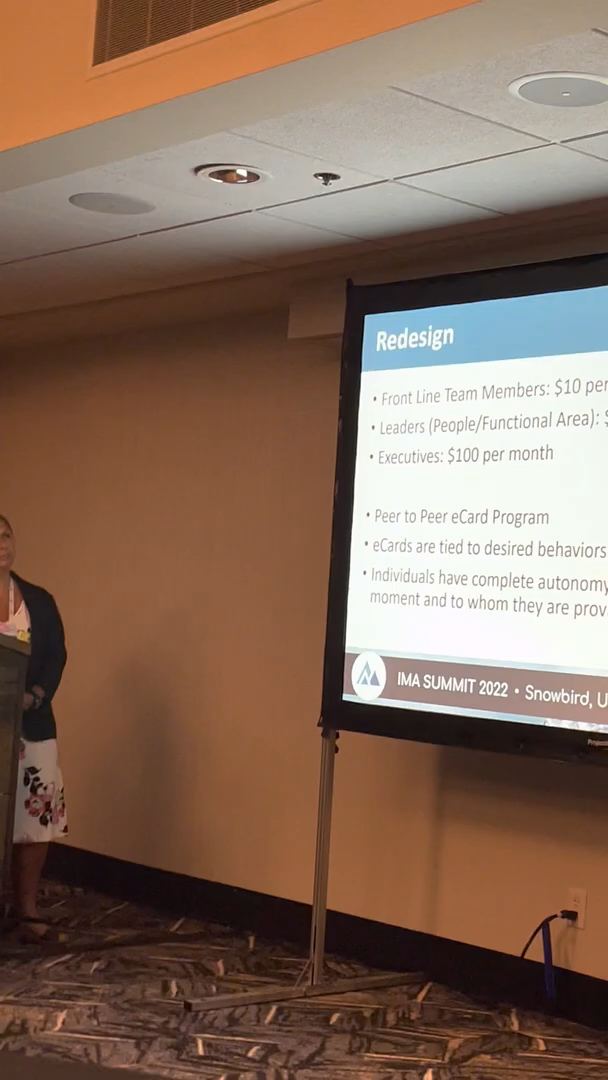 Redesign
• Front Line Team Members: $10 per
• Leaders (People/Functional Area): $
• Executives: $100 per month
• Peer to Peer eCard Program
• eCards are tied to desired behaviors
• Individuals have complete autonomy
moment and to whom they are prov
IMA SUMMIT 2022 • Snowbird, U